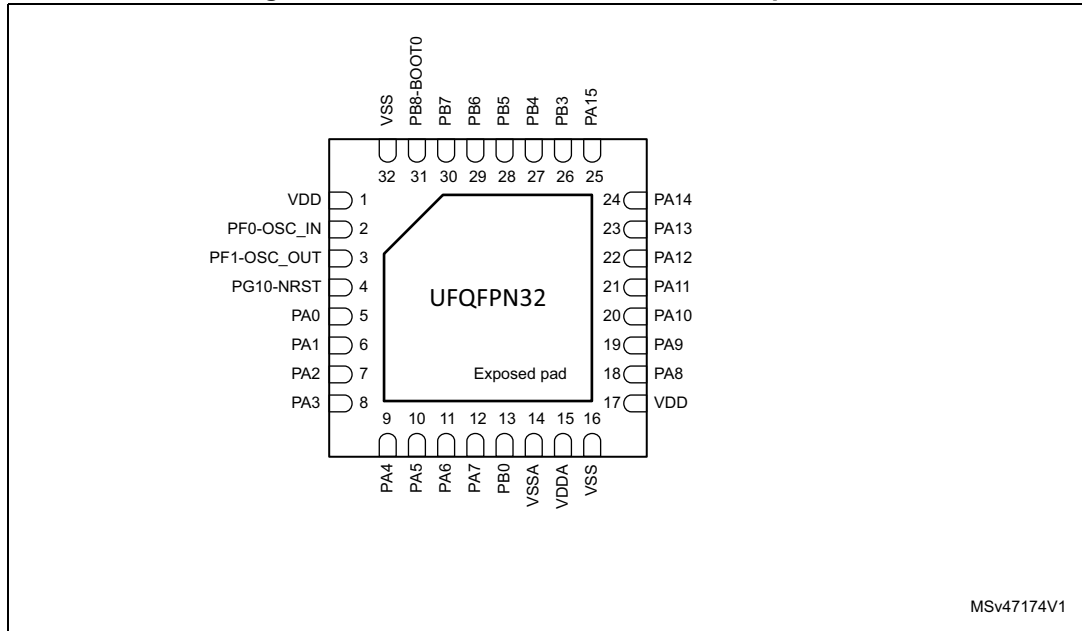 VSS
PB8-BOOT0
PB7
PB6
PB5
PB4
PB3
PA15
32 31 30 29 28 27 26 25
VDD 1 24 PA14
PF0-OSC_IN 2 23 PA13
PF1-OSC_OUT 3 22 PA12
PG10-NRST 4 21 PA11
UFQFPN32
PA0 5 20 PA10
PA1 6 19 PA9
PA2 7 Exposed pad 18 PA8
PA3 8 17 VDD
9 10 11 12 13 14 15 16
PA4
PA5
PA6
PA7
PB0
VSSA
VDDA
VSS
MSv47174V1